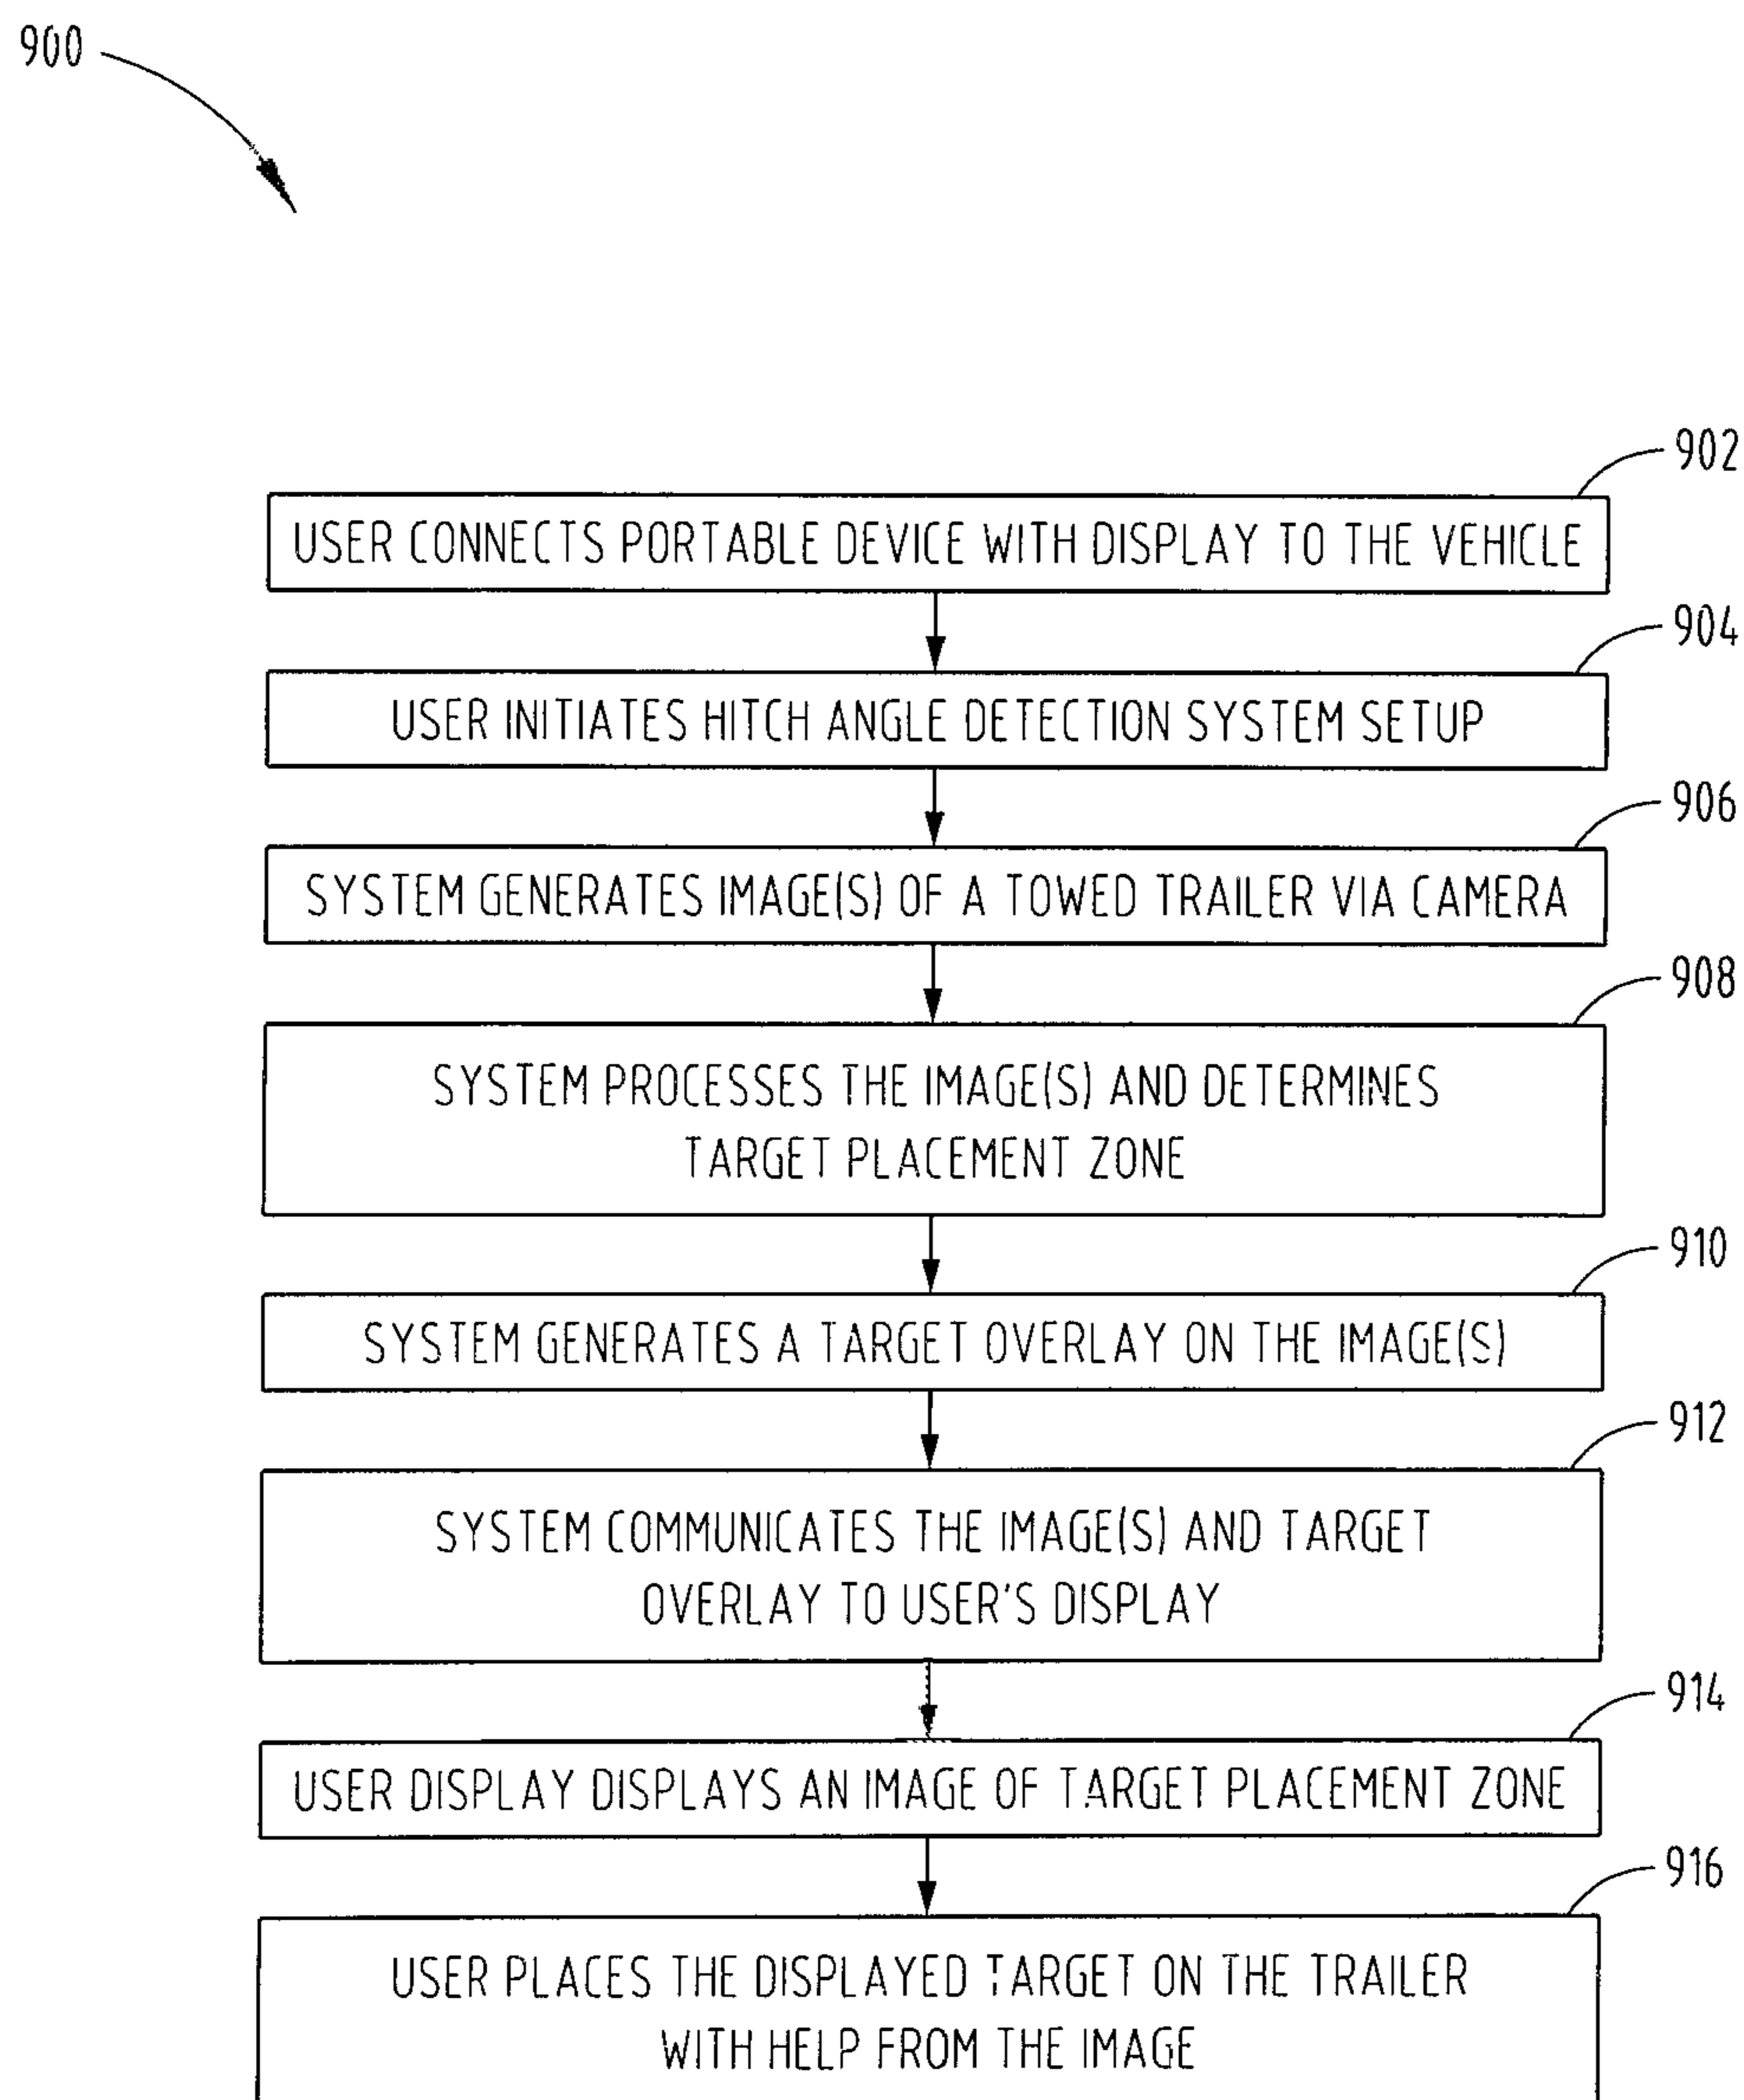 900
902
USER CONNECTS PORTABLE DEVICE WITH DISPLAY TO THE VEHICLE
904
USER INITIATES HITCH ANGLE DETECTION SYSTEM SETUP
906
SYSTEM GENERATES IMAGE(S) OF A TOWED TRAILER VIA CAMERA
908
SYSTEM PROCESSES THE IMAGE(S) AND DETERMINES
TARGET PLACEMENT ZONE
910
SYSTEM GENERATES A TARGET OVERLAY ON THE IMAGE(S)
912
SYSTEM COMMUNICATES THE IMAGE(S) AND TARGET
OVERLAY TO USER'S DISPLAY
914
USER DISPLAY DISPLAYS AN IMAGE OF TARGET PLACEMENT ZONE
916
USER PLACES THE DISPLAYED TARGET ON THE TRAILER
WITH HELP FROM THE IMAGE